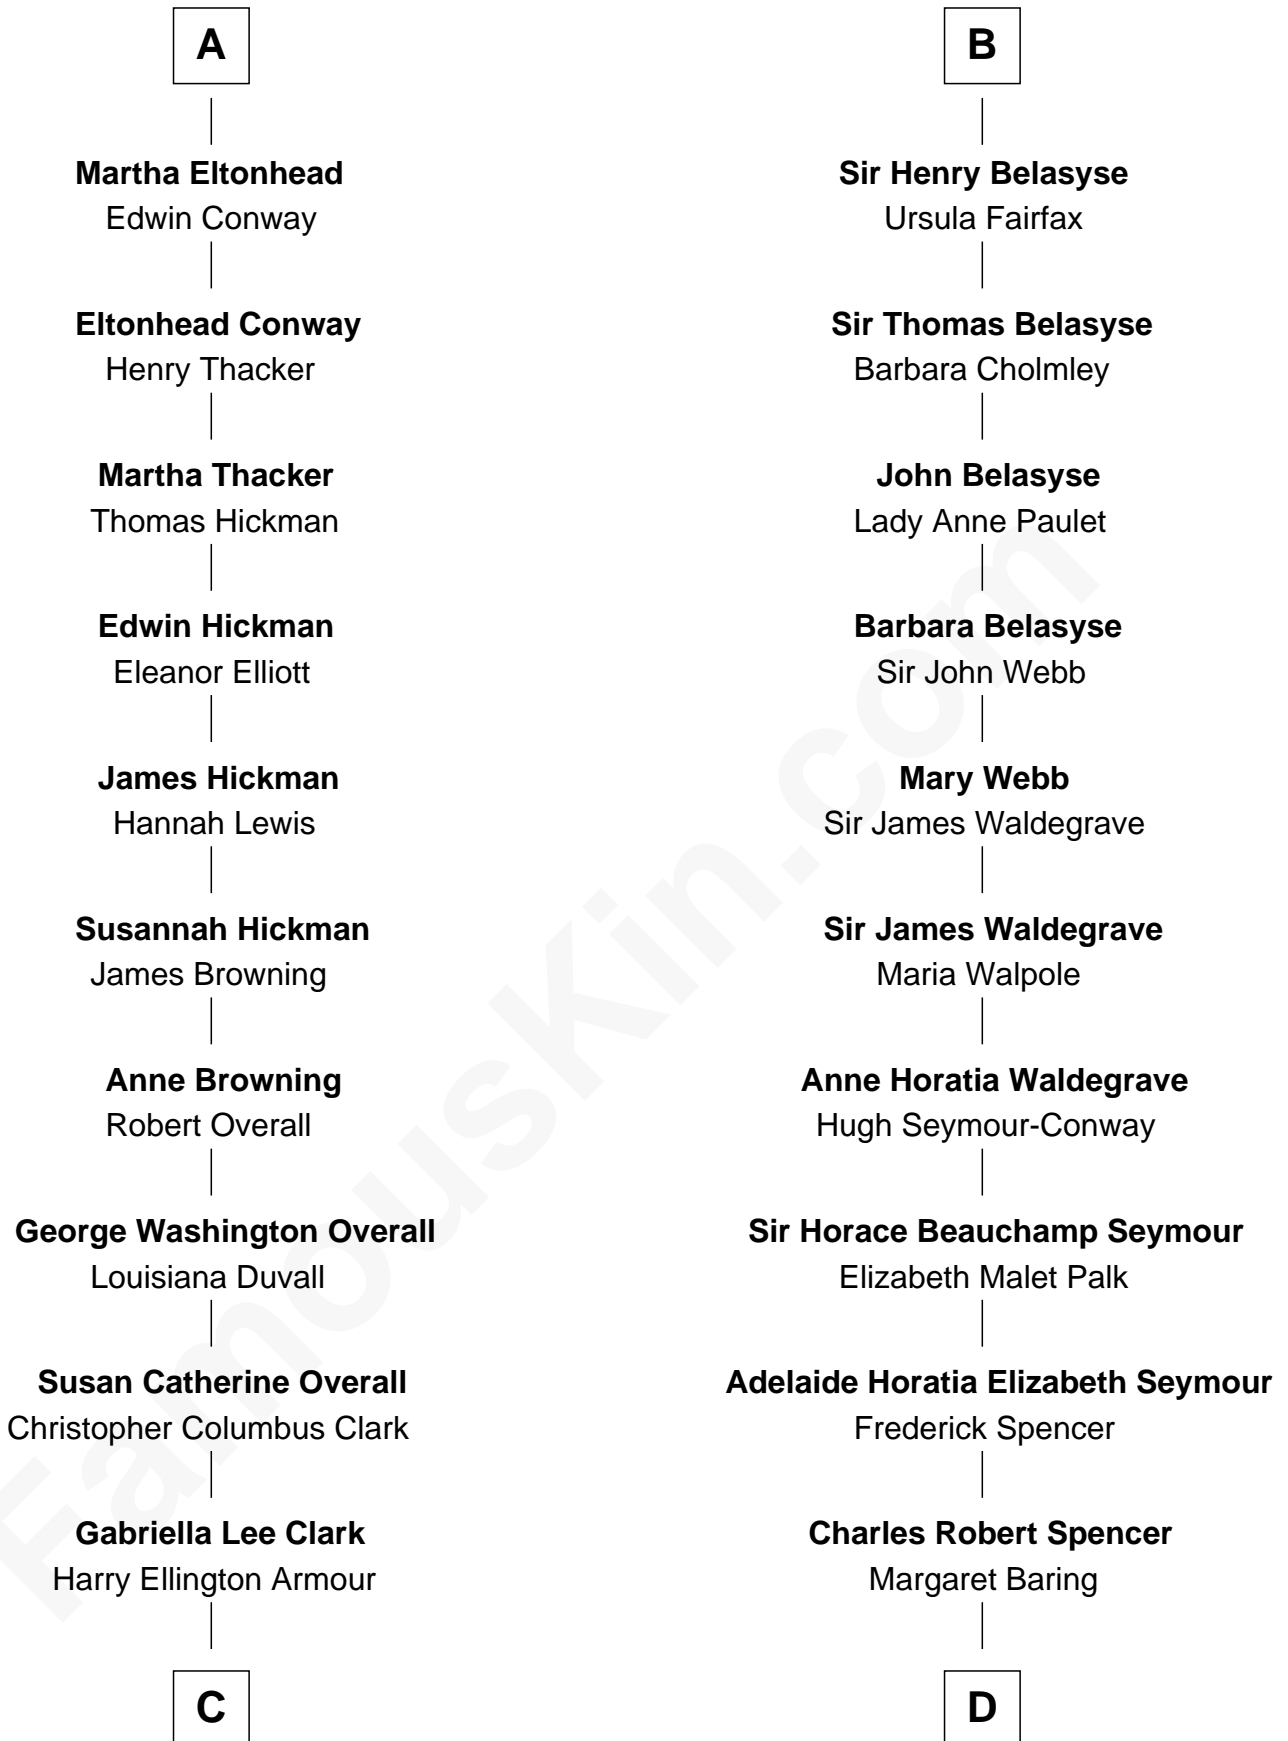 A
Martha Eltonhead
Edwin Conway
Eltonhead Conway
Henry Thacker
Martha Thacker
Thomas Hickman
Edwin Hickman
Eleanor Elliott
James Hickman
Hannah Lewis
Susannah Hickman
James Browning
Anne Browning
Robert Overall
George Washington Overall
Louisiana Duvall
Susan Catherine Overall
Christopher Columbus Clark
Gabriella Lee Clark
Harry Ellington Armour
C
B
Sir Henry Belasyse
Ursula Fairfax
Sir Thomas Belasyse
Barbara Cholmley
John Belasyse
Lady Anne Paulet
Barbara Belasyse
Sir John Webb
Mary Webb
Sir James Waldegrave
Sir James Waldegrave
Maria Walpole
Anne Horatia Waldegrave
Hugh Seymour-Conway
Sir Horace Beauchamp Seymour
Elizabeth Malet Palk
Adelaide Horatia Elizabeth Seymour
Frederick Spencer
Charles Robert Spencer
Margaret Baring
D
FamousKin.com